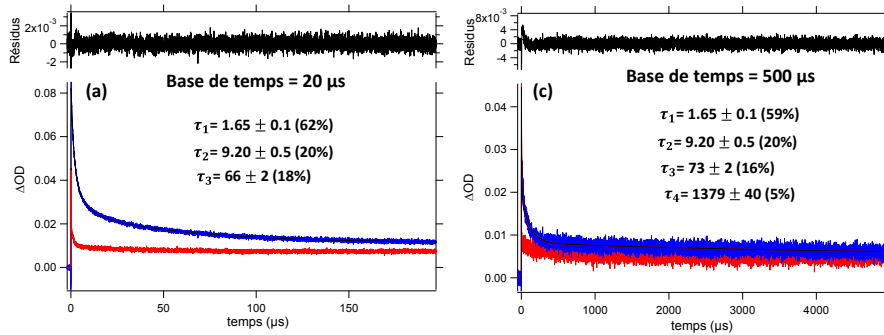 2x10⁻³
0
-2
Résidus
(a)
Base de temps = 20 µs
τ₁= 1.65 ± 0.1 (62%)
τ₂= 9.20 ± 0.5 (20%)
τ₃= 66 ± 2 (18%)
0.08
0.06
0.04
0.02
0.00
ΔOD
0
50
100
150
temps (µs)
8x10⁻³
4
0
-4
Résidus
(c)
Base de temps = 500 µs
τ₁= 1.65 ± 0.1 (59%)
τ₂= 9.20 ± 0.5 (20%)
τ₃= 73 ± 2 (16%)
τ₄= 1379 ± 40 (5%)
0.04
0.03
0.02
0.01
0.00
ΔOD
0
1000
2000
3000
4000
temps (µs)